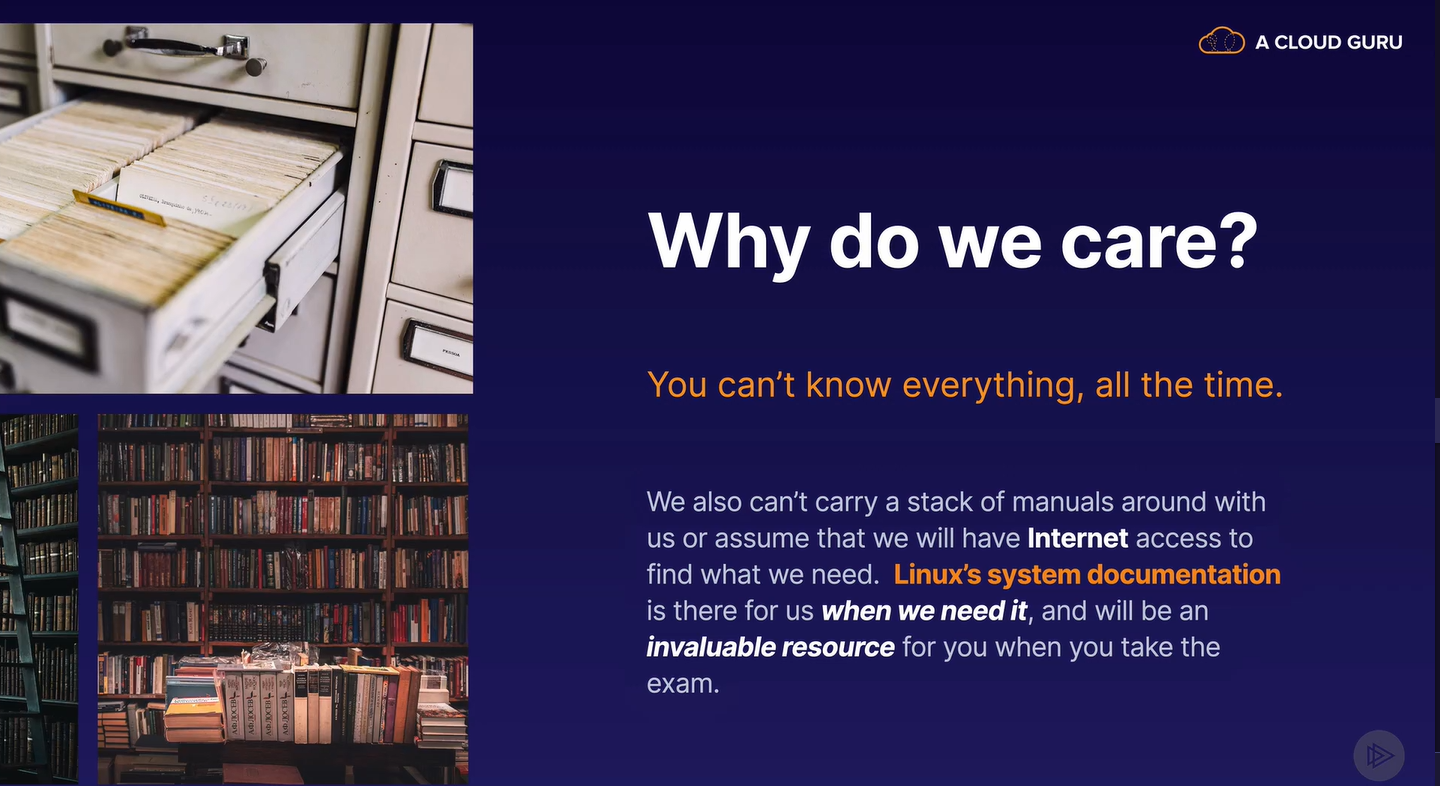 A CLOUD GURU
Why do we care?
You can’t know everything, all the time.
We also can’t carry a stack of manuals around with
us or assume that we will have Internet access to
find what we need. Linux’s system documentation
is there for us when we need it, and will be an
invaluable resource for you when you take the
exam.